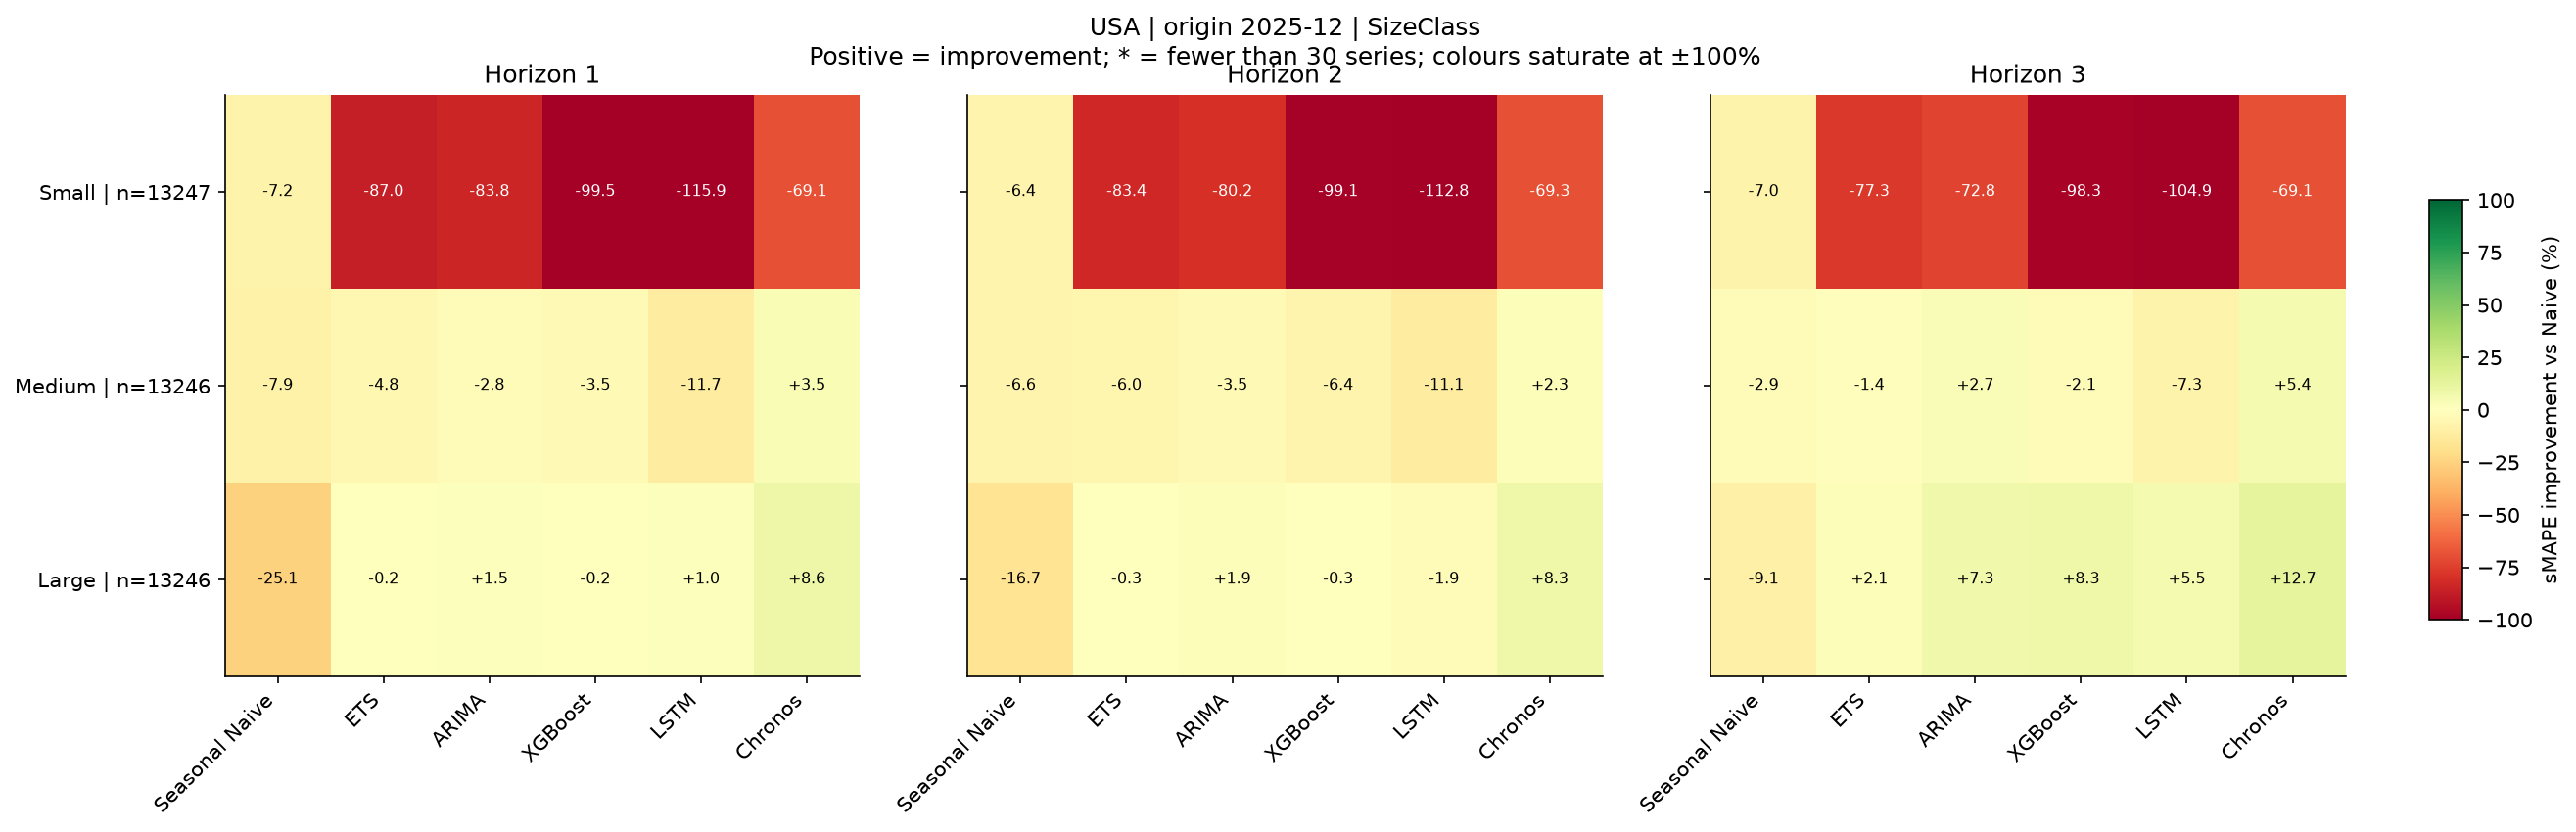 USA | origin 2025-12 | SizeClass
Positive = improvement; * = fewer than 30 series; colours saturate at ±100%
Horizon 1
Horizon 2
Horizon 3
Small | n=13247
-7.2 -87.0 -83.8 -99.5 -115.9 -69.1
-6.4 -83.4 -80.2 -99.1 -112.8 -69.3
-7.0 -77.3 -72.8 -98.3 -104.9 -69.1
Medium | n=13246
-7.9 -4.8 -2.8 -3.5 -11.7 +3.5
-6.6 -6.0 -3.5 -6.4 -11.1 +2.3
-2.9 -1.4 +2.7 -2.1 -7.3 +5.4
Large | n=13246
-25.1 -0.2 +1.5 -0.2 +1.0 +8.6
-16.7 -0.3 +1.9 -0.3 -1.9 +8.3
-9.1 +2.1 +7.3 +8.3 +5.5 +12.7
Seasonal Naive
ETS
ARIMA
XGBoost
LSTM
Chronos
Seasonal Naive
ETS
ARIMA
XGBoost
LSTM
Chronos
Seasonal Naive
ETS
ARIMA
XGBoost
LSTM
Chronos
100
75
50
25
0
−25
−50
−75
−100
sMAPE improvement vs Naive (%)